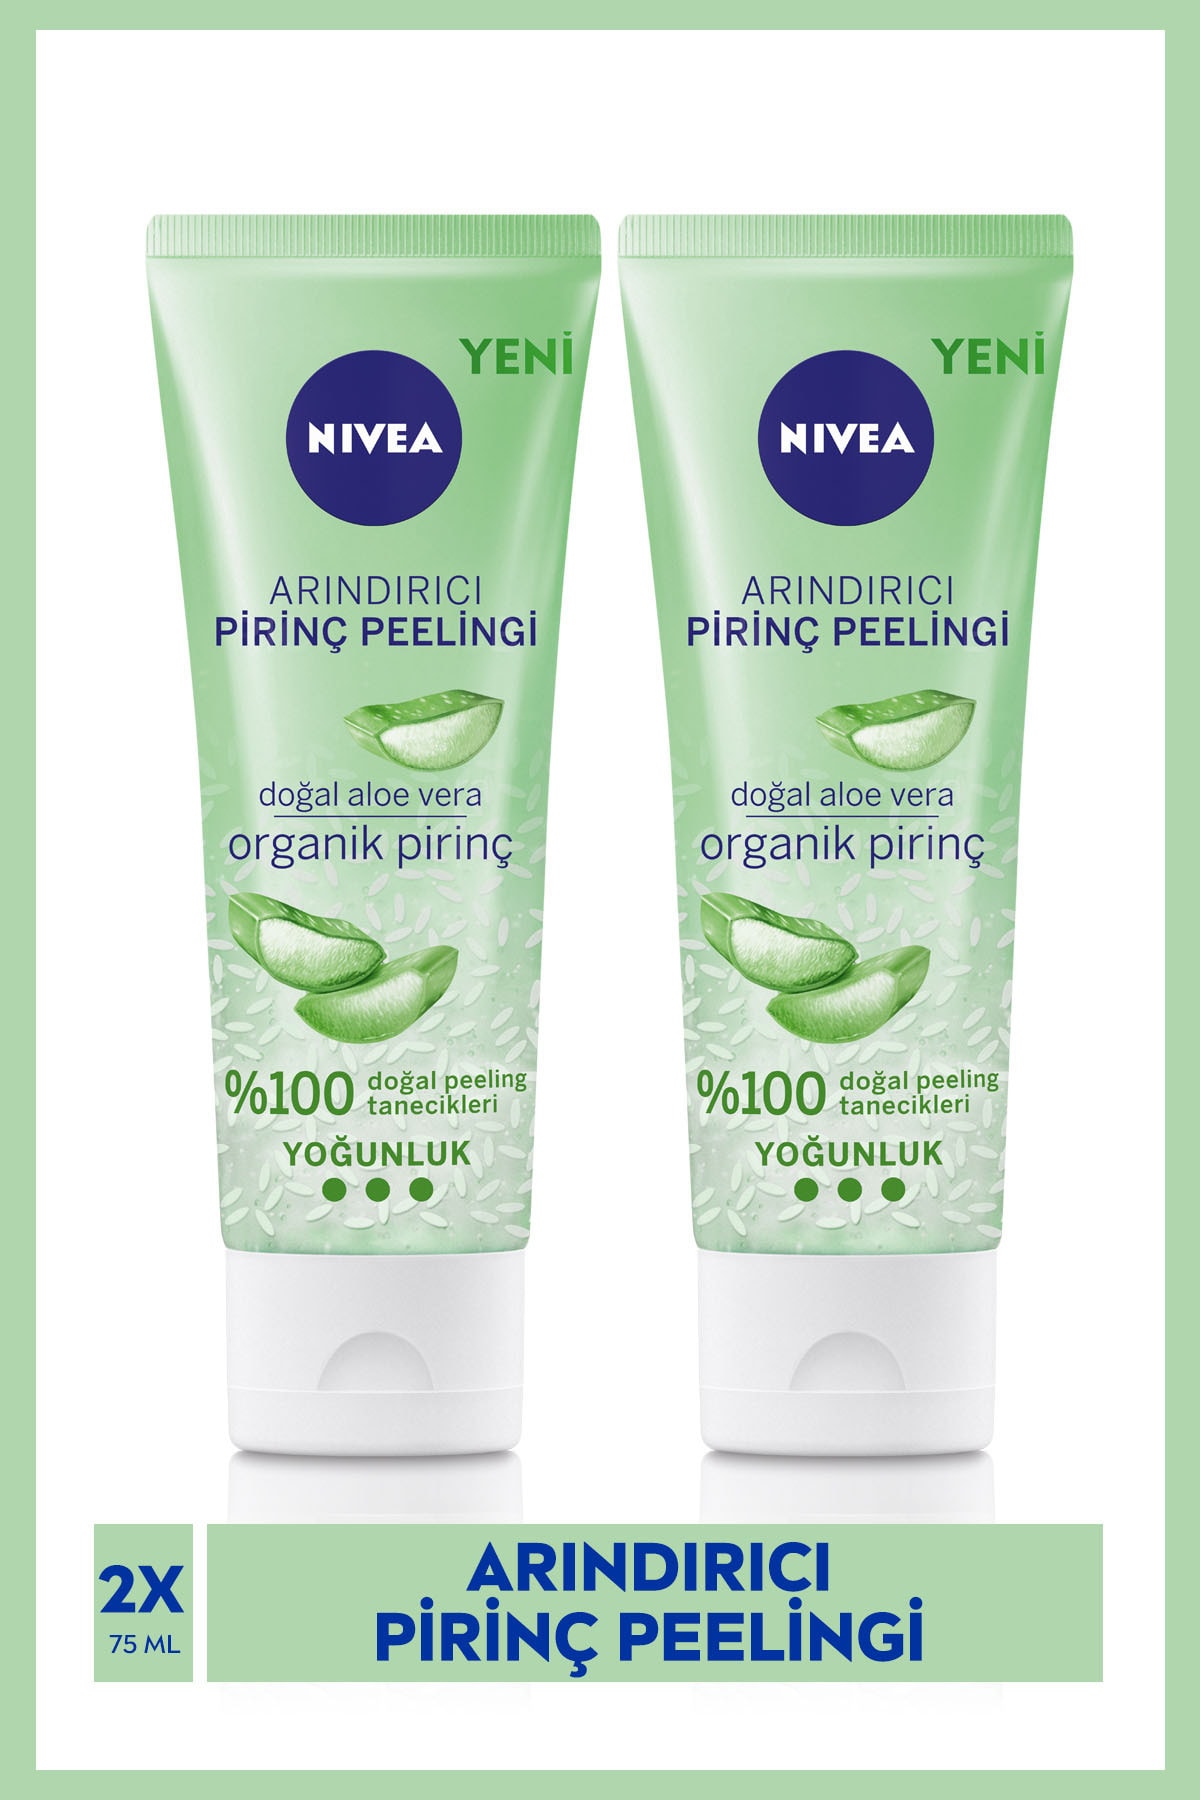 YENİ
NIVEA
ARINDIRICI
PİRİNÇ PEELİNGİ
doğal aloe vera
organik pirinç
%100 doğal peeling
tanecikleri
YOĞUNLUK
YENİ
NIVEA
ARINDIRICI
PİRİNÇ PEELİNGİ
doğal aloe vera
organik pirinç
%100 doğal peeling
tanecikleri
YOĞUNLUK
2X
75 ML
ARINDIRICI
PİRİNÇ PEELİNGİ